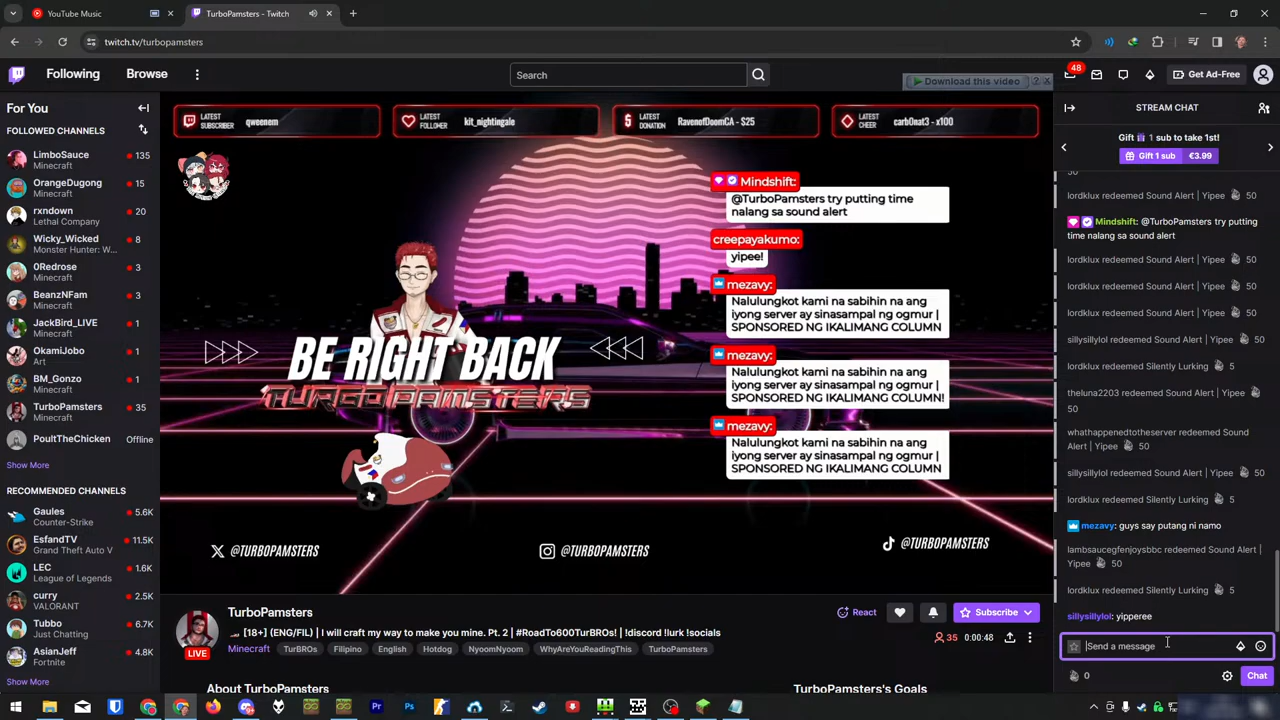 YouTube Music
TurboPamsters - Twitch
twitch.tv/turbopamsters
Following
Browse
Search
48
Get Ad-Free
Download this video
For You
FOLLOWED CHANNELS
LimboSauce
135
Minecraft
OrangeDugong
15
Minecraft
rxndown
20
Lethal Company
Wicky_Wicked
8
Monster Hunter: W...
0Redrose
3
Minecraft
BeanzNFam
3
Minecraft
JackBird_LIVE
1
Minecraft
OkamiJobo
1
Art
BM_Gonzo
1
Minecraft
TurboPamsters
35
Minecraft
PoultTheChicken
Offline
Show More
RECOMMENDED CHANNELS
Gaules
5.6K
Counter-Strike
EsfandTV
11.5K
Grand Theft Auto V
LEC
12K
League of Legends
curry
2.5K
VALORANT
Tubbo
6.7K
Just Chatting
AsianJeff
4.8K
Fortnite
Show More
LATEST
SUBSCRIBER
qweenem
LATEST
FOLLOWER
kit_nightingale
LATEST
DONATION
RavenofDoomCA - $25
LATEST
CHEER
carb0nat3 - x100
Mindshift:
@TurboPamsters try putting time
nalang sa sound alert
creepayakumo:
yipee!
mezavy:
Nalulungkot kami na sabihin na ang
iyong server ay sinasampal ng ogmur |
SPONSORED NG IKALIMANG COLUMN
mezavy:
Nalulungkot kami na sabihin na ang
iyong server ay sinasampal ng ogmur |
SPONSORED NG IKALIMANG COLUMN!
mezavy:
Nalulungkot kami na sabihin na ang
iyong server ay sinasampal ng ogmur |
SPONSORED NG IKALIMANG COLUMN
BE RIGHT BACK
TURBO PAMSTERS
@TURBOPAMSTERS
@TURBOPAMSTERS
@TURBOPAMSTERS
TurboPamsters
LIVE
[18+] (ENG/FIL) | I will craft my way to make you mine. Pt. 2 | #RoadTo600TurBROs! | !discord !lurk !socials
Minecraft
TurBROs
Filipino
English
NyoomNyoom
WhyAreYouReadingThis
TurboPamsters
React
Subscribe
35
0:00:48
About TurboPamsters
TurboPamsters's Goals
STREAM CHAT
Gift 1 sub to take 1st!
Gift 1 sub
€3.99
50
lordklux redeemed Sound Alert | Yipee 50
Mindshift: @TurboPamsters try putting
time nalang sa sound alert
lordklux redeemed Sound Alert | Yipee 50
lordklux redeemed Sound Alert | Yipee 50
lordklux redeemed Sound Alert | Yipee 50
sillysillylol redeemed Sound Alert | Yipee 50
lordklux redeemed Silently Lurking 5
theluna2203 redeemed Sound Alert | Yipee
50
whathappenedtotheserver redeemed Sound
Alert | Yipee 50
sillysillylol redeemed Sound Alert | Yipee 50
lordklux redeemed Silently Lurking 5
mezavy: guys say putang ni namo
lambsaucegfenjoysbbc redeemed Sound Alert |
Yipee 50
lordklux redeemed Silently Lurking 5
sillysillylol: yipperee
Send a message
0
Chat